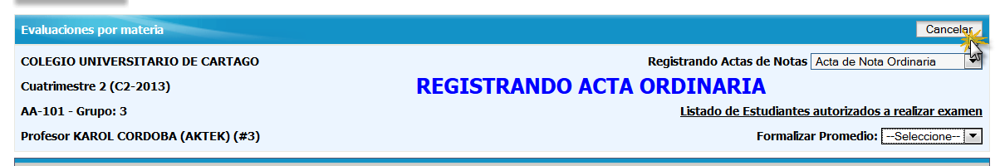 Evaluaciones por materia
Cancelar
COLEGIO UNIVERSITARIO DE CARTAGO
Registrando Actas de Notas Acta de Nota Ordinaria
Cuatrimestre 2 (C2-2013)
REGISTRANDO ACTA ORDINARIA
AA-101 - Grupo: 3
Listado de Estudiantes autorizados a realizar examen
Profesor KAROL CORDOBA (AKTEK) (#3)
Formalizar Promedio: --Seleccione--